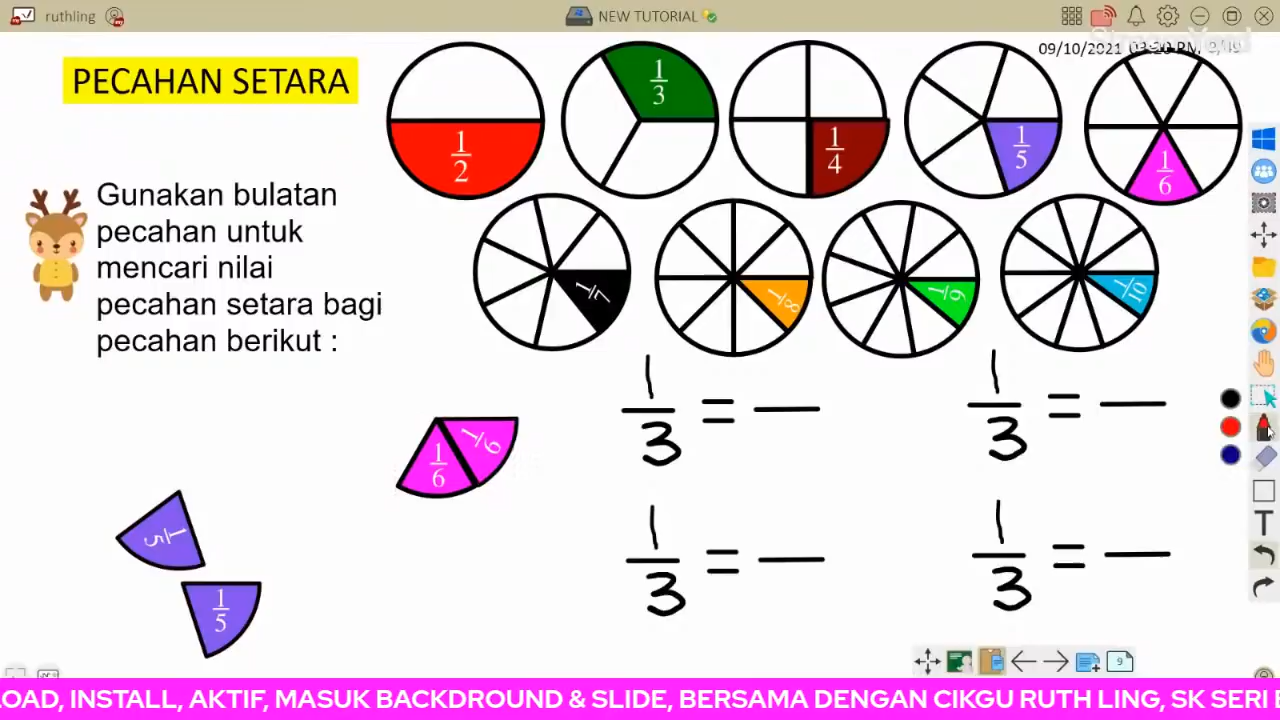 ruthling
NEW TUTORIAL
09/10/2021
PECAHAN SETARA
1/2
1/3
1/4
1/5
1/6
Gunakan bulatan
pecahan untuk
mencari nilai
pecahan setara bagi
pecahan berikut :
1/7
1/8
1/9
1/10
1/3 = —
1/3 = —
1/6
1/6
1/5
1/5
1/3 = —
1/3 = —
T
9
LOAD, INSTALL, AKTIF, MASUK BACKDROUND & SLIDE, BERSAMA DENGAN CIKGU RUTH LING, SK SERI